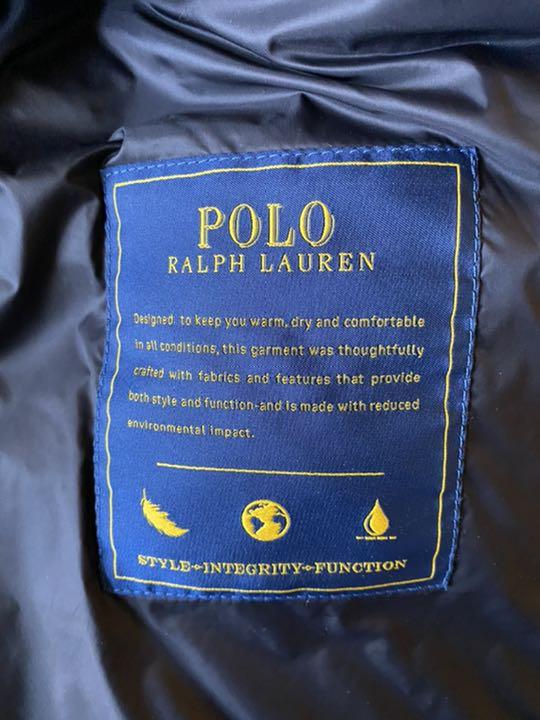 POLO
RALPH LAUREN
Designed to keep you warm, dry and comfortable
in all conditions, this garment was thoughtfully
crafted with fabrics and features that provide
both style and function-and is made with reduced
environmental impact.
STYLE-INTEGRITY-FUNCTION